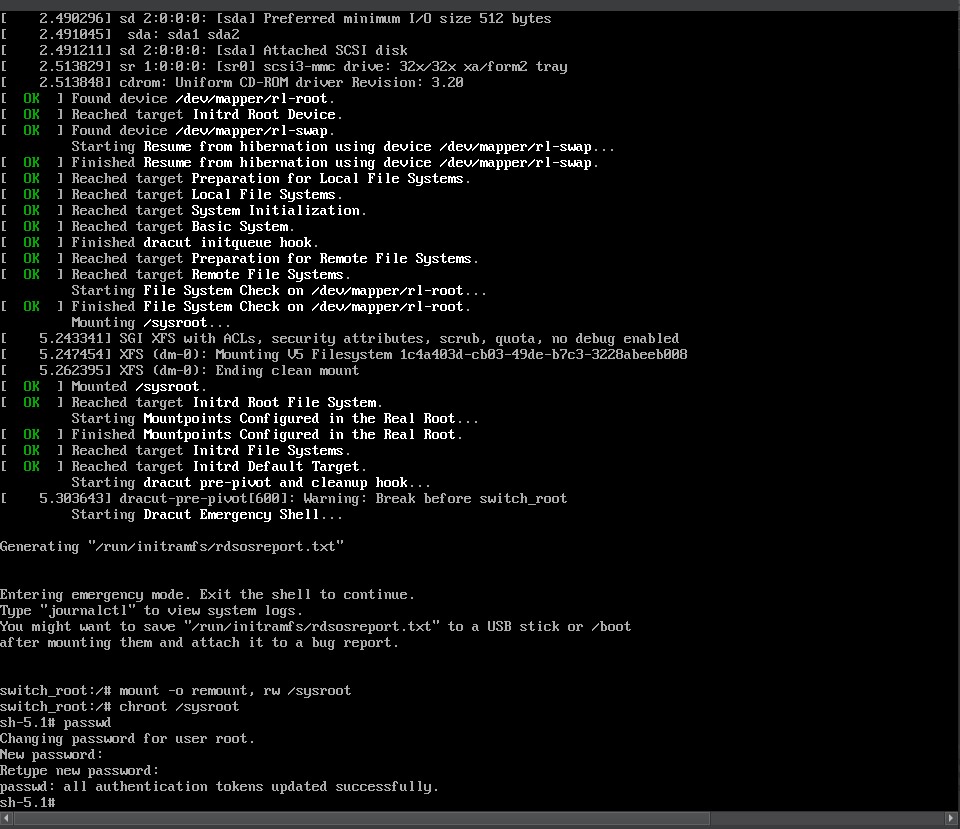 [    2.490296] sd 2:0:0:0: [sda] Preferred minimum I/O size 512 bytes
[    2.491045]  sda: sda1 sda2
[    2.491211] sd 2:0:0:0: [sda] Attached SCSI disk
[    2.513829] sr 1:0:0:0: [sr0] scsi3-mmc drive: 32x/32x xa/form2 tray
[    2.513848] cdrom: Uniform CD-ROM driver Revision: 3.20
[  OK  ] Found device /dev/mapper/rl-root.
[  OK  ] Reached target Initrd Root Device.
[  OK  ] Found device /dev/mapper/rl-swap.
         Starting Resume from hibernation using device /dev/mapper/rl-swap...
[  OK  ] Finished Resume from hibernation using device /dev/mapper/rl-swap.
[  OK  ] Reached target Preparation for Local File Systems.
[  OK  ] Reached target Local File Systems.
[  OK  ] Reached target System Initialization.
[  OK  ] Reached target Basic System.
[  OK  ] Finished dracut initqueue hook.
[  OK  ] Reached target Preparation for Remote File Systems.
[  OK  ] Reached target Remote File Systems.
         Starting File System Check on /dev/mapper/rl-root...
[  OK  ] Finished File System Check on /dev/mapper/rl-root.
         Mounting /sysroot...
[    5.243341] SGI XFS with ACLs, security attributes, scrub, quota, no debug enabled
[    5.247454] XFS (dm-0): Mounting V5 Filesystem 1c4a403d-cb03-49de-b7c3-3228abeeb008
[    5.262395] XFS (dm-0): Ending clean mount
[  OK  ] Mounted /sysroot.
[  OK  ] Reached target Initrd Root File System.
         Starting Mountpoints Configured in the Real Root...
[  OK  ] Finished Mountpoints Configured in the Real Root.
[  OK  ] Reached target Initrd File Systems.
[  OK  ] Reached target Initrd Default Target.
         Starting dracut pre-pivot and cleanup hook...
[    5.303643] dracut-pre-pivot[600]: Warning: Break before switch_root
         Starting Dracut Emergency Shell...
Generating "/run/initramfs/rdsosreport.txt"
Entering emergency mode. Exit the shell to continue.
Type "journalctl" to view system logs.
You might want to save "/run/initramfs/rdsosreport.txt" to a USB stick or /boot
after mounting them and attach it to a bug report.
switch_root:/# mount -o remount, rw /sysroot
switch_root:/# chroot /sysroot
sh-5.1# passwd
Changing password for user root.
New password:
Retype new password:
passwd: all authentication tokens updated successfully.
sh-5.1#